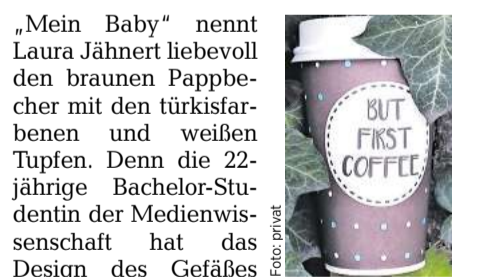 „Mein Baby“ nennt
Laura Jähnert liebevoll
den braunen Pappbe-
cher mit den türkisfar-
benen und weißen
Tupfen. Denn die 22-
jährige Bachelor-Stu-
dentin der Medienwis-
senschaft hat das
Design des Gefäßes
BUT
FIRST
COFFEE
Foto: privat